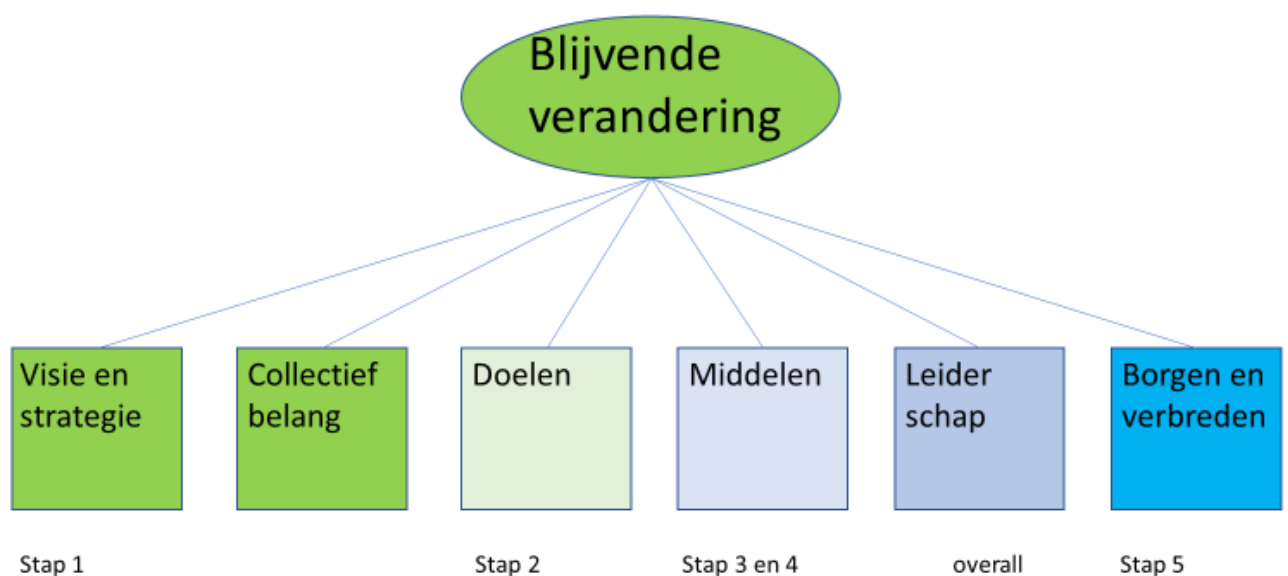 Blijvende
verandering
Visie en
strategie
Collectief
belang
Doelen
Middelen
Leider
schap
Borgen en
verbreden
Stap 1
Stap 2
Stap 3 en 4
overall
Stap 5